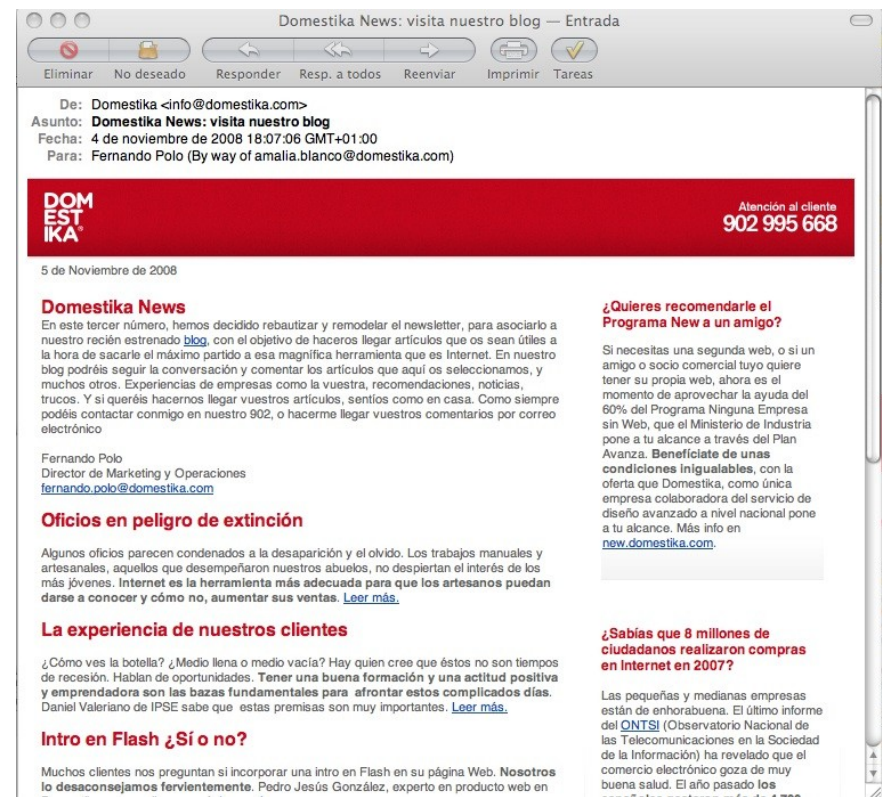 Domestika News: visita nuestro blog — Entrada
Eliminar No deseado Responder Resp. a todos Reenviar Imprimir Tareas
De: Domestika <info@domestika.com>
Asunto: Domestika News: visita nuestro blog
Fecha: 4 de noviembre de 2008 18:07:06 GMT+01:00
Para: Fernando Polo (By way of amalia.blanco@domestika.com)
DOM
EST
IKA®
Atención al cliente
902 995 668
5 de Noviembre de 2008
Domestika News
En este tercer número, hemos decidido rebautizar y remodelar el newsletter, para asociarlo a
nuestro recién estrenado blog, con el objetivo de haceros llegar artículos que os sean útiles a
la hora de sacarle el máximo partido a esa magnífica herramienta que es Internet. En nuestro
blog podréis seguir la conversación y comentar los artículos que aquí os seleccionamos, y
muchos otros. Experiencias de empresas como la vuestra, recomendaciones, noticias,
trucos. Y si queréis hacernos llegar vuestros artículos, sentíos como en casa. Como siempre
podéis contactar conmigo en nuestro 902, o hacerme llegar vuestros comentarios por correo
electrónico
Fernando Polo
Director de Marketing y Operaciones
fernando.polo@domestika.com
Oficios en peligro de extinción
Algunos oficios parecen condenados a la desaparición y el olvido. Los trabajos manuales y
artesanales, aquellos que desempeñaron nuestros abuelos, no despiertan el interés de los
más jóvenes. Internet es la herramienta más adecuada para que los artesanos puedan
darse a conocer y cómo no, aumentar sus ventas. Leer más.
La experiencia de nuestros clientes
¿Cómo ves la botella? ¿Medio llena o medio vacía? Hay quien cree que éstos no son tiempos
de recesión. Hablan de oportunidades. Tener una buena formación y una actitud positiva
y emprendadora son las bazas fundamentales para afrontar estos complicados días.
Daniel Valeriano de IPSE sabe que estas premisas son muy importantes. Leer más.
Intro en Flash ¿Sí o no?
Muchos clientes nos preguntan si incorporar una intro en Flash en su página Web. Nosotros
lo desaconsejamos fervientemente. Pedro Jesús González, experto en producto web en
¿Quieres recomendarle el
Programa New a un amigo?
Si necesitas una segunda web, o si un
amigo o socio comercial tuyo quiere
tener su propia web, ahora es el
momento de aprovechar la ayuda del
60% del Programa Ninguna Empresa
sin Web, que el Ministerio de Industria
pone a tu alcance a través del Plan
Avanza. Benefíciate de unas
condiciones inigualables, con la
oferta que Domestika, como única
empresa colaboradora del servicio de
diseño avanzado a nivel nacional pone
a tu alcance. Más info en
new.domestika.com.
¿Sabías que 8 millones de
ciudadanos realizaron compras
en Internet en 2007?
Las pequeñas y medianas empresas
están de enhorabuena. El último informe
del ONTSI (Observatorio Nacional de
las Telecomunicaciones en la Sociedad
de la Información) ha revelado que el
comercio electrónico goza de muy
buena salud. El año pasado los